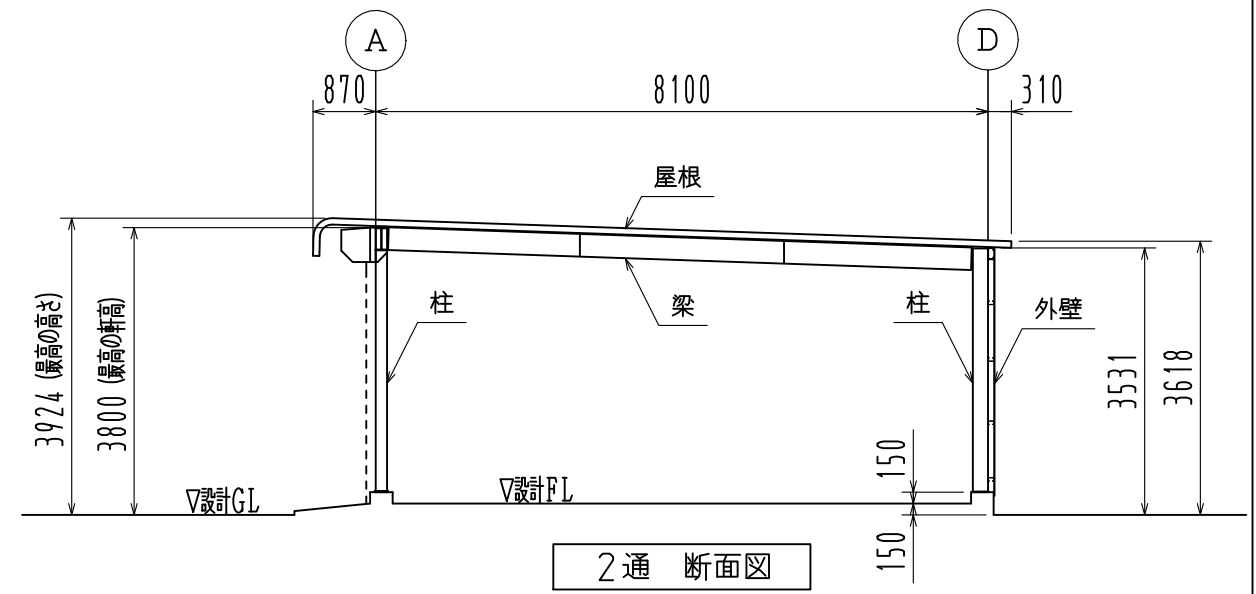 A
D
870
8100
310
屋根
柱
梁
柱
外壁
3924 (最高の高さ)
3800 (最高の軒高)
3531
3618
150
▽設計GL
▽設計FL
150
2通 断面図